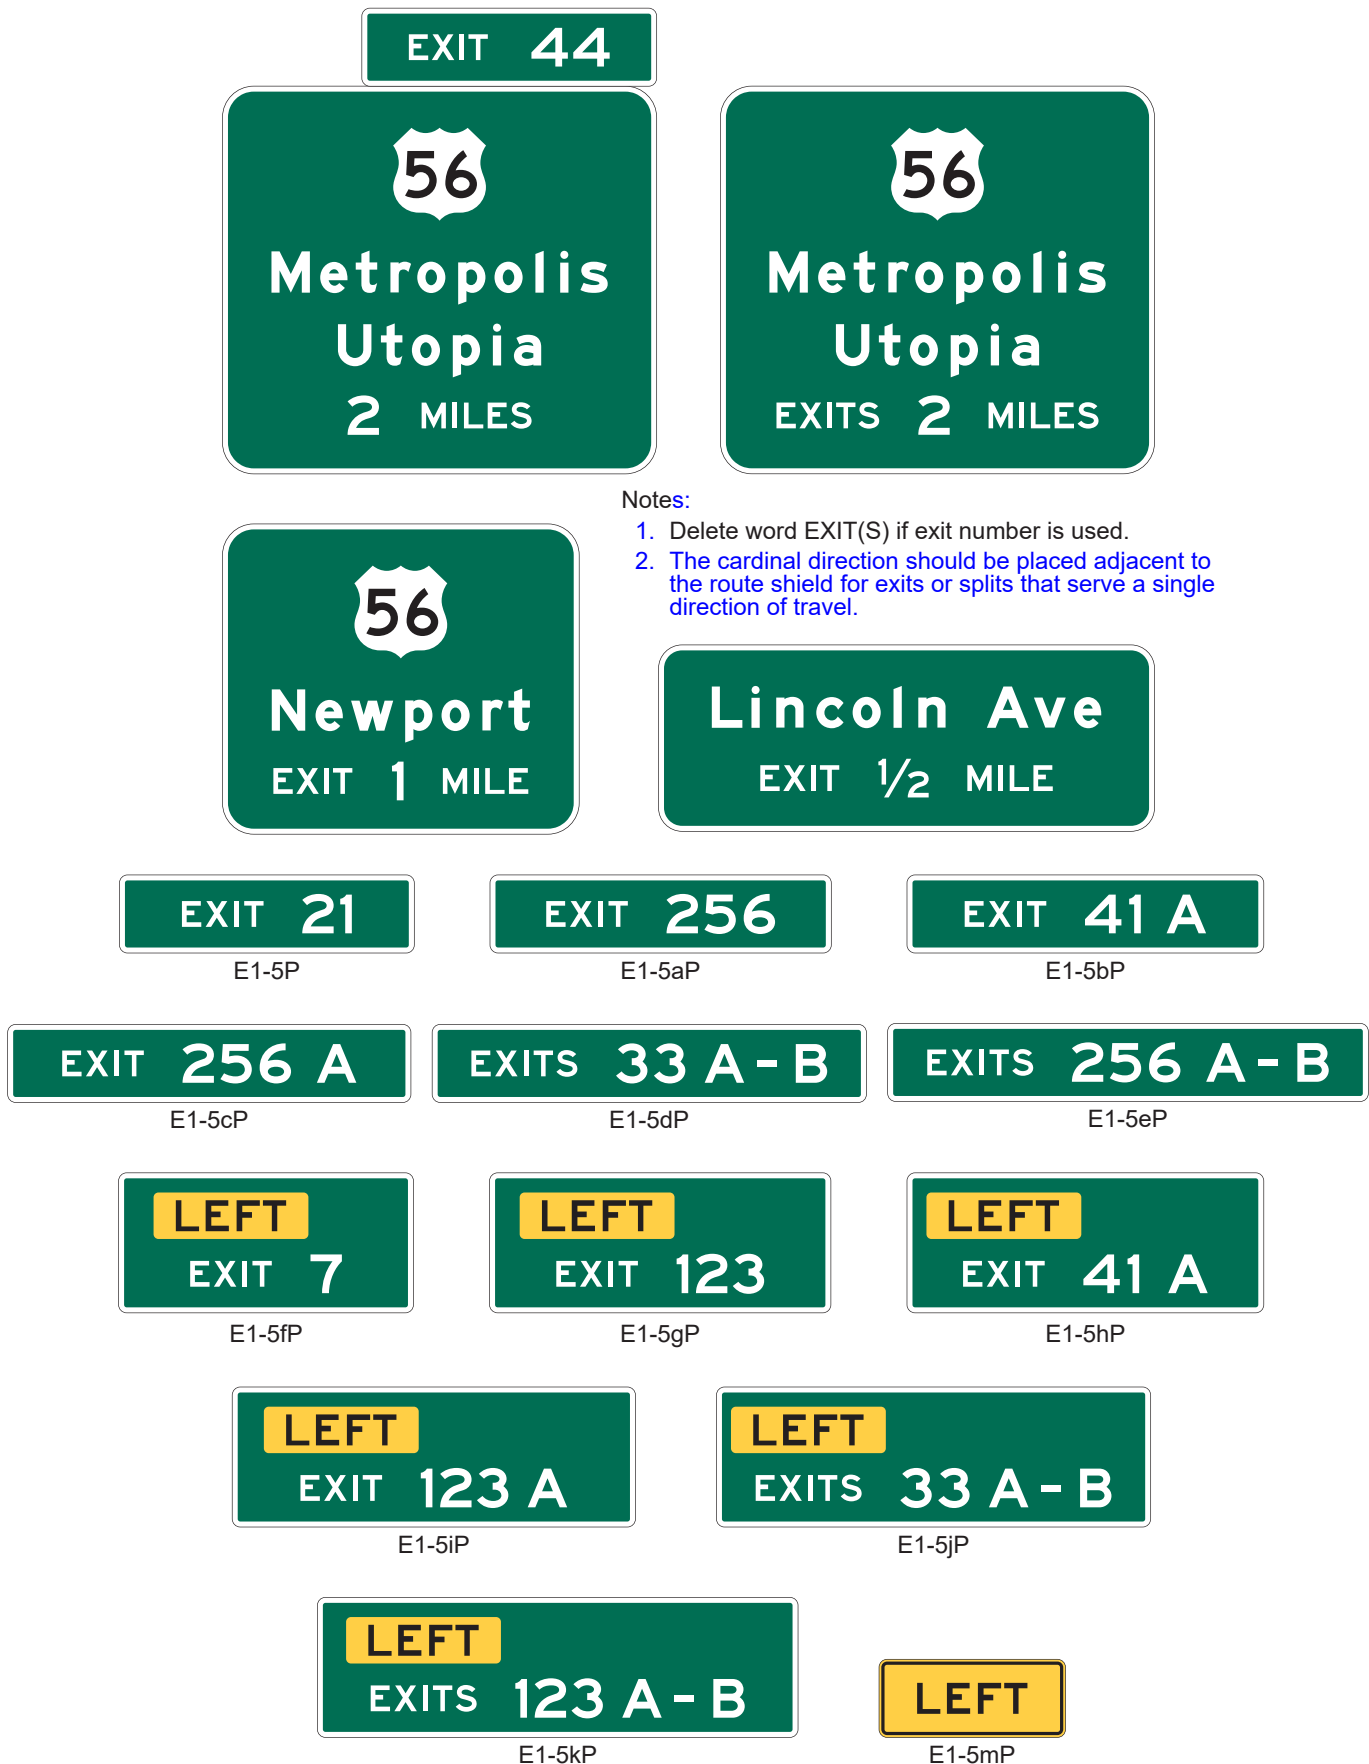 EXIT 44
56
Metropolis
Utopia
2 MILES
56
Metropolis
Utopia
EXITS 2 MILES
Notes:
1. Delete word EXIT(S) if exit number is used.
2. The cardinal direction should be placed adjacent to
the route shield for exits or splits that serve a single
direction of travel.
56
Newport
EXIT 1 MILE
Lincoln Ave
EXIT ½ MILE
EXIT 21
E1-5P
EXIT 256
E1-5aP
EXIT 41 A
E1-5bP
EXIT 256 A
E1-5cP
EXITS 33 A - B
E1-5dP
EXITS 256 A - B
E1-5eP
LEFT
EXIT 7
E1-5fP
LEFT
EXIT 123
E1-5gP
LEFT
EXIT 41 A
E1-5hP
LEFT
EXIT 123 A
E1-5iP
LEFT
EXITS 33 A - B
E1-5jP
LEFT
EXITS 123 A - B
E1-5kP
LEFT
E1-5mP